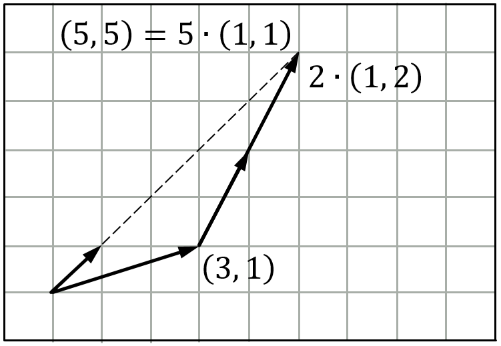 (5,5) = 5·(1,1)
2·(1,2)
(3,1)